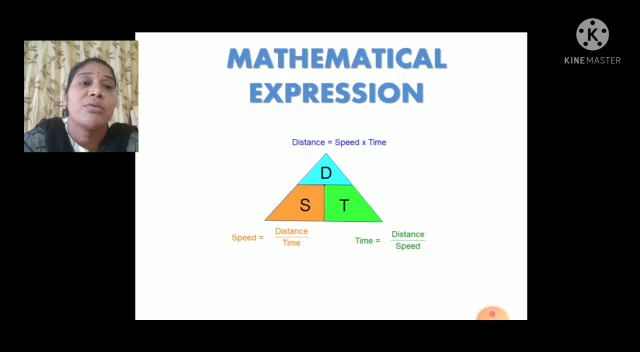 MATHEMATICAL
EXPRESSION
KINEMASTER
Distance = Speed x Time
D
S T
Speed = Distance
Time
Time = Distance
Speed